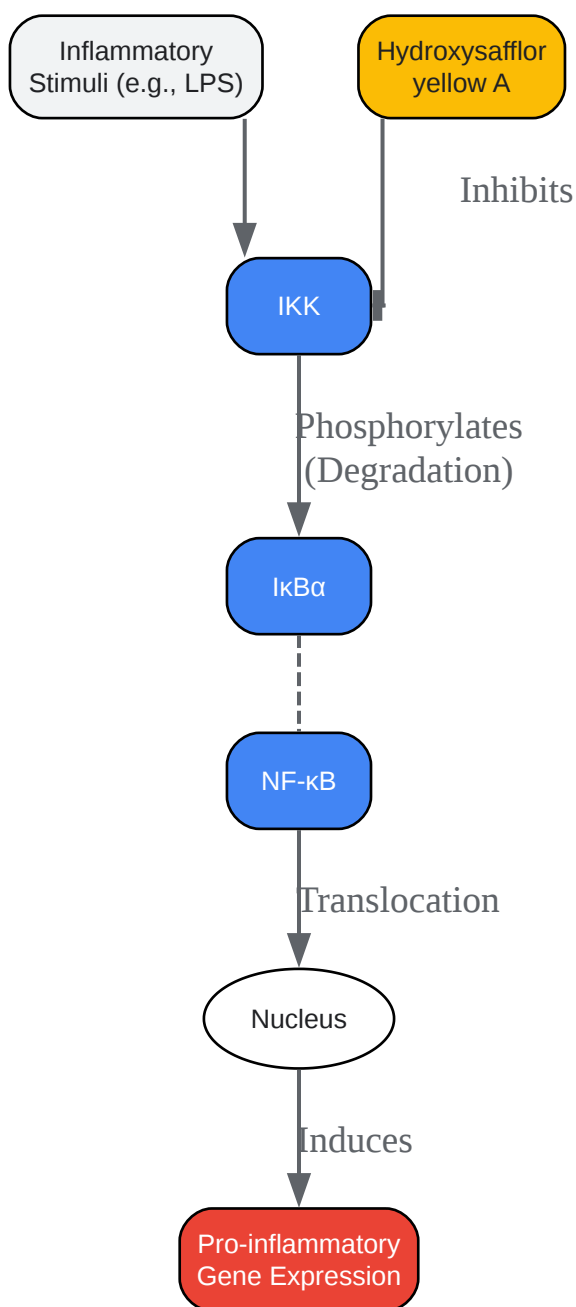 Inflammatory
Stimuli (e.g., LPS)
Hydroxysafflor
yellow A
Inhibits
IKK
Phosphorylates
(Degradation)
IκBα
NF-κB
Translocation
Nucleus
Induces
Pro-inflammatory
Gene Expression